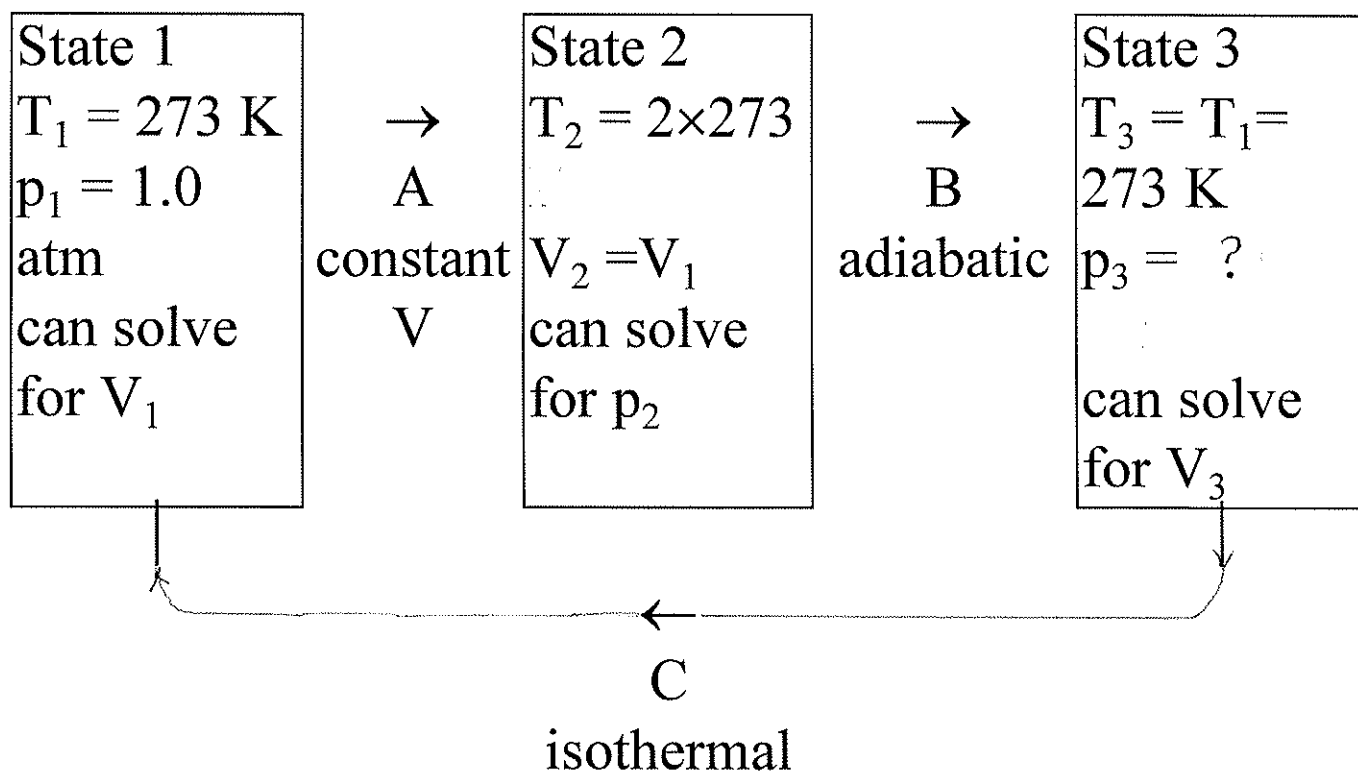 State 1
T₁ = 273 K
p₁ = 1.0
atm
can solve
for V₁
→
A
constant
V
State 2
T₂ = 2×273
V₂ =V₁
can solve
for p₂
→
B
adiabatic
State 3
T₃ = T₁=
273 K
p₃ = ?
can solve
for V₃
←
C
isothermal